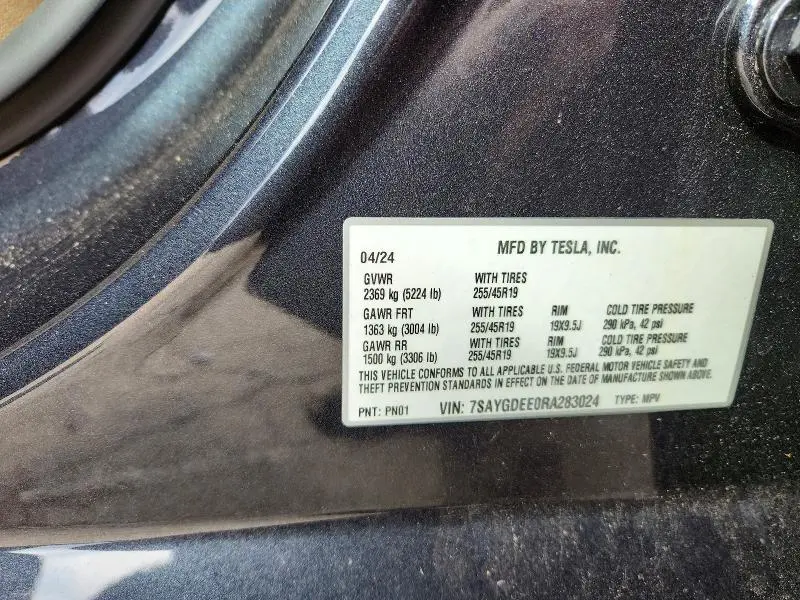 MFD BY TESLA, INC.
04/24
GVWR WITH TIRES
2369 kg (5224 lb) 255/45R19
GAWR FRT WITH TIRES RIM COLD TIRE PRESSURE
1363 kg (3004 lb) 255/45R19 19X9.5J 290 kPa, 42 psi
GAWR RR WITH TIRES RIM COLD TIRE PRESSURE
1500 kg (3306 lb) 255/45R19 19X9.5J 290 kPa, 42 psi
THIS VEHICLE CONFORMS TO ALL APPLICABLE U.S. FEDERAL MOTOR VEHICLE SAFETY AND
THEFT PREVENTION STANDARDS IN EFFECT ON THE DATE OF MANUFACTURE SHOWN ABOVE.
PNT: PN01 VIN: 7SAYGDEE0RA283024 TYPE: MPV